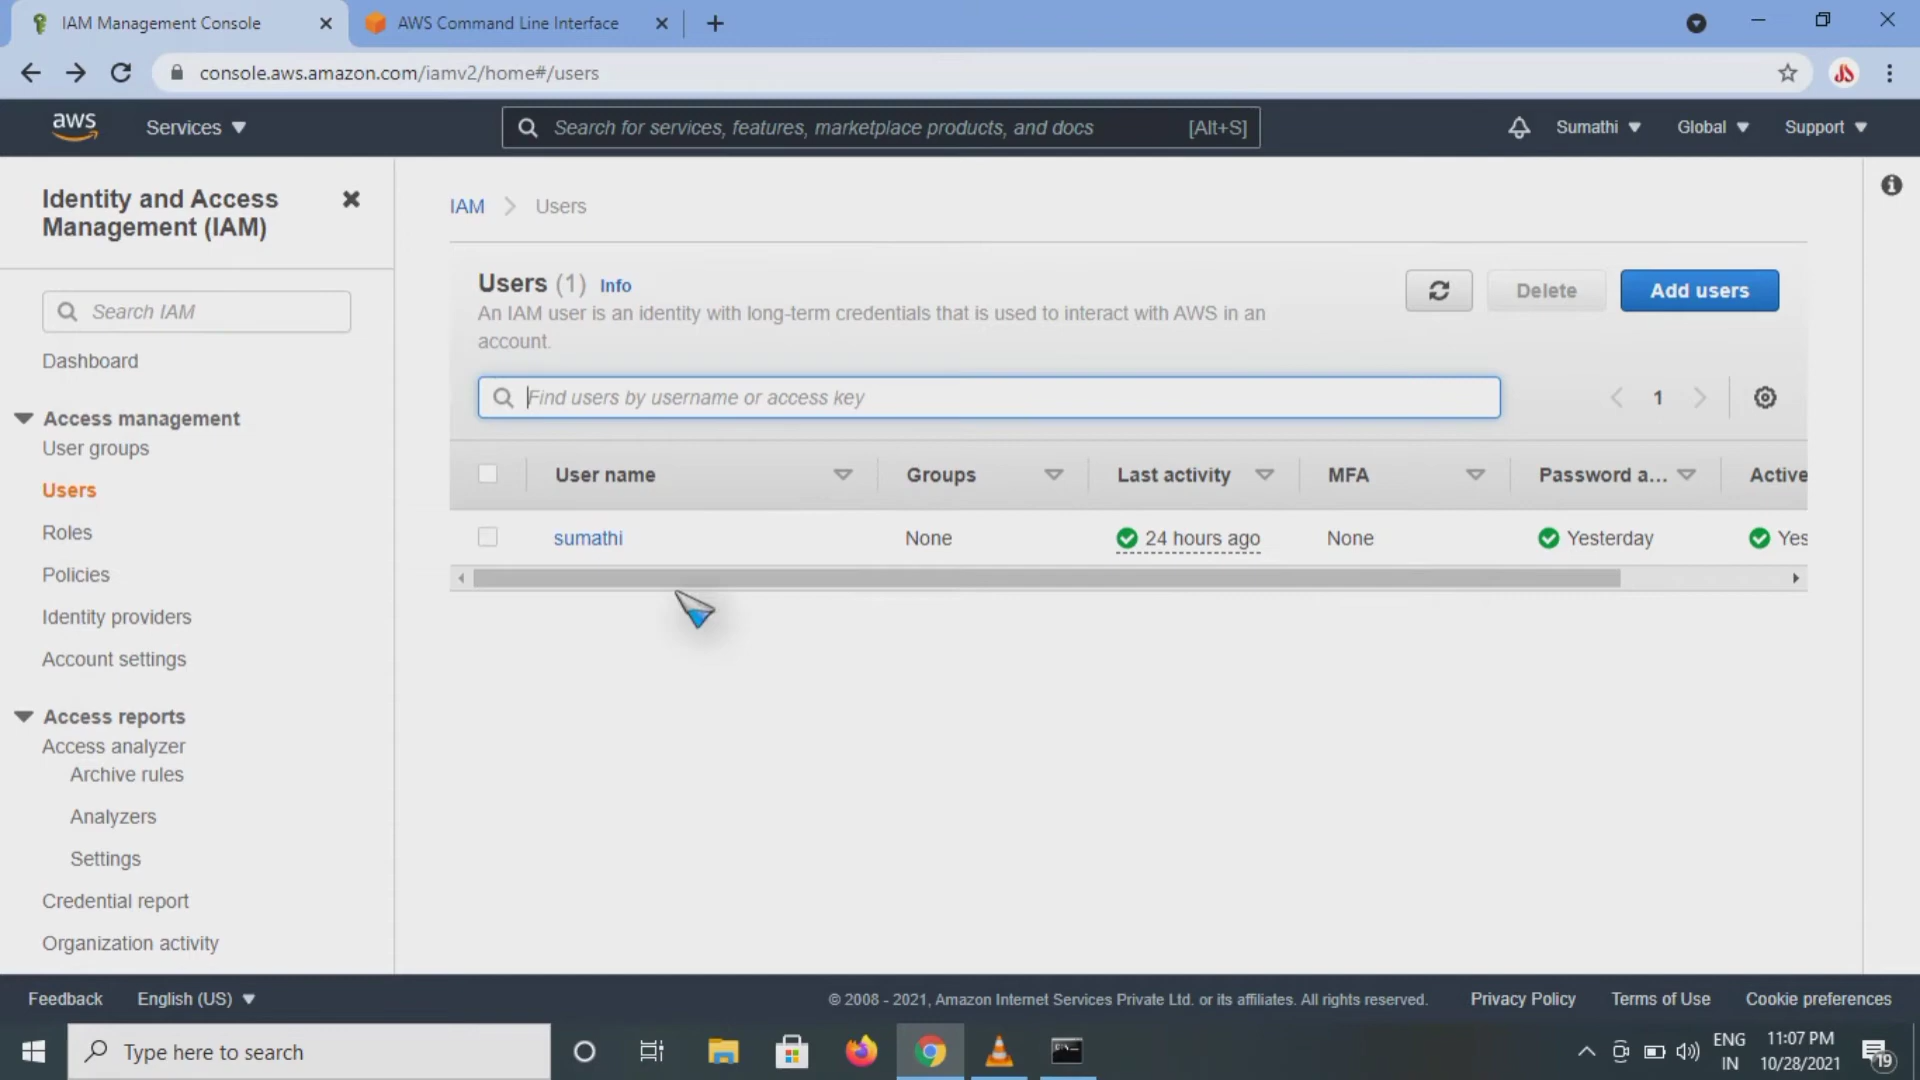 IAM Management Console
AWS Command Line Interface
console.aws.amazon.com/iamv2/home#/users
aws
Services
Search for services, features, marketplace products, and docs
[Alt+S]
Sumathi
Global
Support
Identity and Access
Management (IAM)
Search IAM
Dashboard
Access management
User groups
Users
Roles
Policies
Identity providers
Account settings
Access reports
Access analyzer
Archive rules
Analyzers
Settings
Credential report
Organization activity
IAM
Users
Users (1) Info
An IAM user is an identity with long-term credentials that is used to interact with AWS in an
account.
Delete
Add users
Find users by username or access key
1
User name
Groups
Last activity
MFA
Password a...
Active
sumathi
None
24 hours ago
None
Yesterday
Yes
Feedback
English (US)
© 2008 - 2021, Amazon Internet Services Private Ltd. or its affiliates. All rights reserved.
Privacy Policy
Terms of Use
Cookie preferences
Type here to search
ENG
IN
11:07 PM
10/28/2021
19